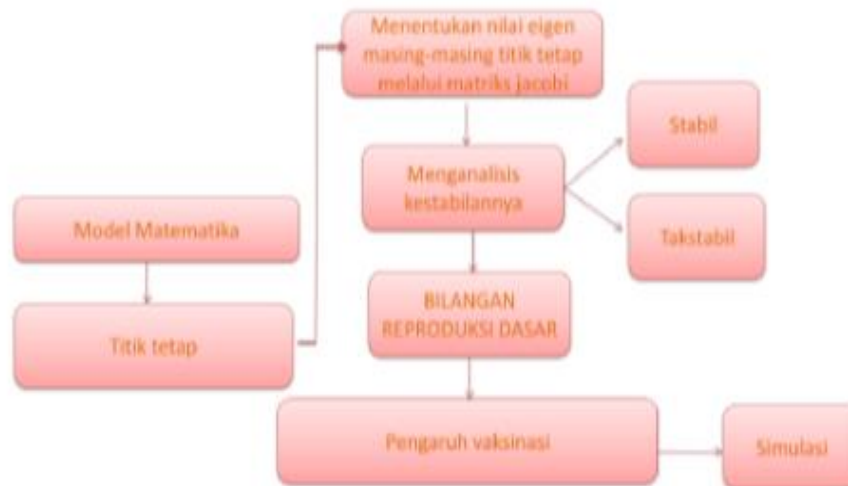 Model Matematika
Titik tetap
Menentukan nilai eigen
masing-masing titik tetap
melalui matriks jacobi
Menganalisis
kestabilannya
Stabil
Takstabil
BILANGAN
REPRODUKSI DASAR
Pengaruh vaksinasi
Simulasi